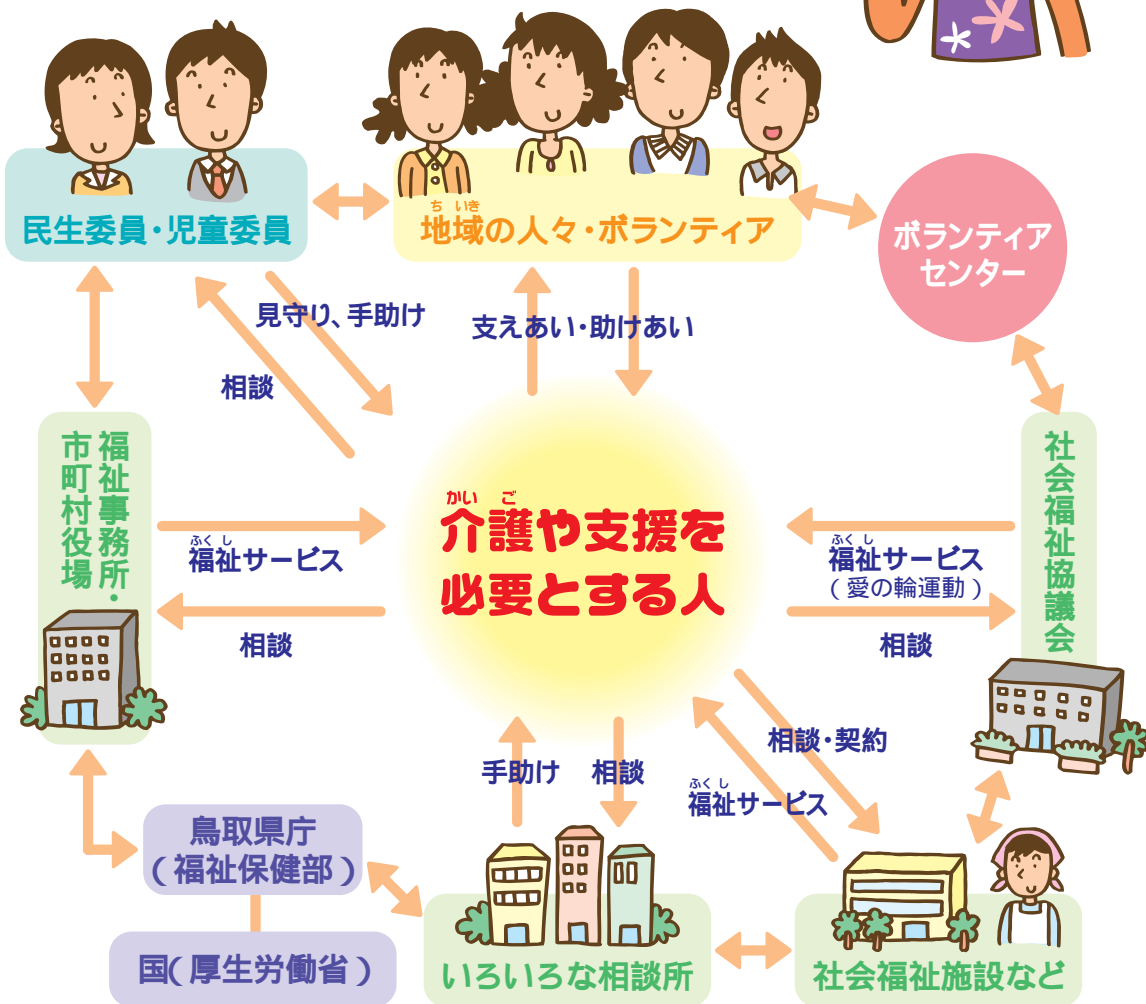 民生委員・児童委員
ち いき
地域の人々・ボランティア
ボランティア
センター
見守り、手助け
支えあい・助けあい
相談
福祉事務所・
市町村役場
社会福祉協議会
かい ご
介護や支援を
必要とする人
ふく し
福祉サービス
相談
ふく し
福祉サービス
(愛の輪運動)
相談
手助け
相談
相談・契約
ふく し
福祉サービス
鳥取県庁
(福祉保健部)
国(厚生労働省)
いろいろな相談所
社会福祉施設など